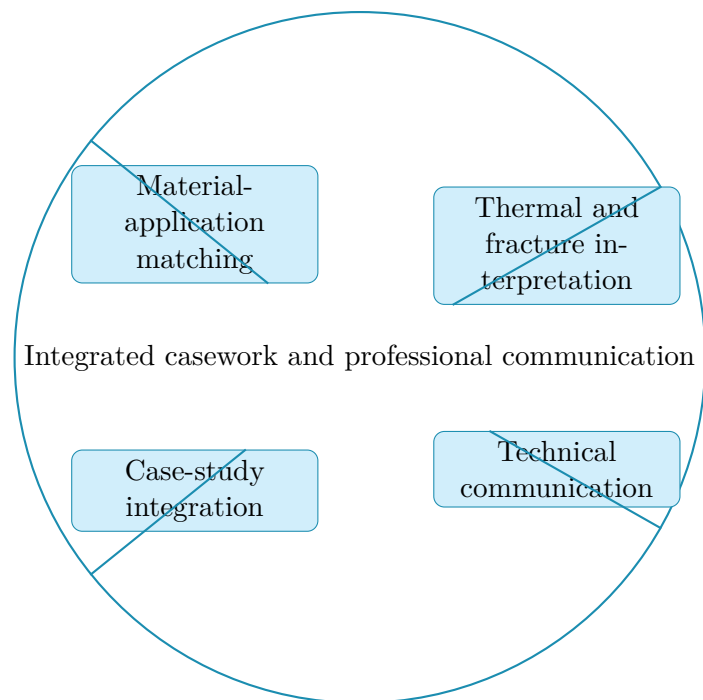 Material-
application
matching
Thermal and
fracture in-
terpretation
Integrated casework and professional communication
Case-study
integration
Technical
communication